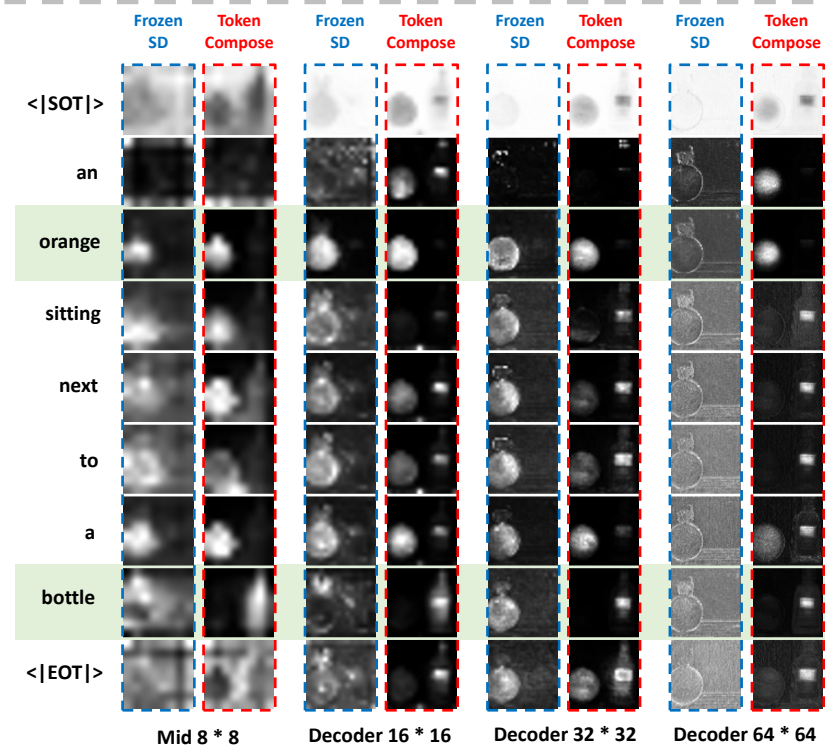 Frozen SD Token Compose Frozen SD Token Compose Frozen SD Token Compose Frozen SD Token Compose
<|SOT|>
an
orange
sitting
next
to
a
bottle
<|EOT|>
Mid 8 * 8 Decoder 16 * 16 Decoder 32 * 32 Decoder 64 * 64